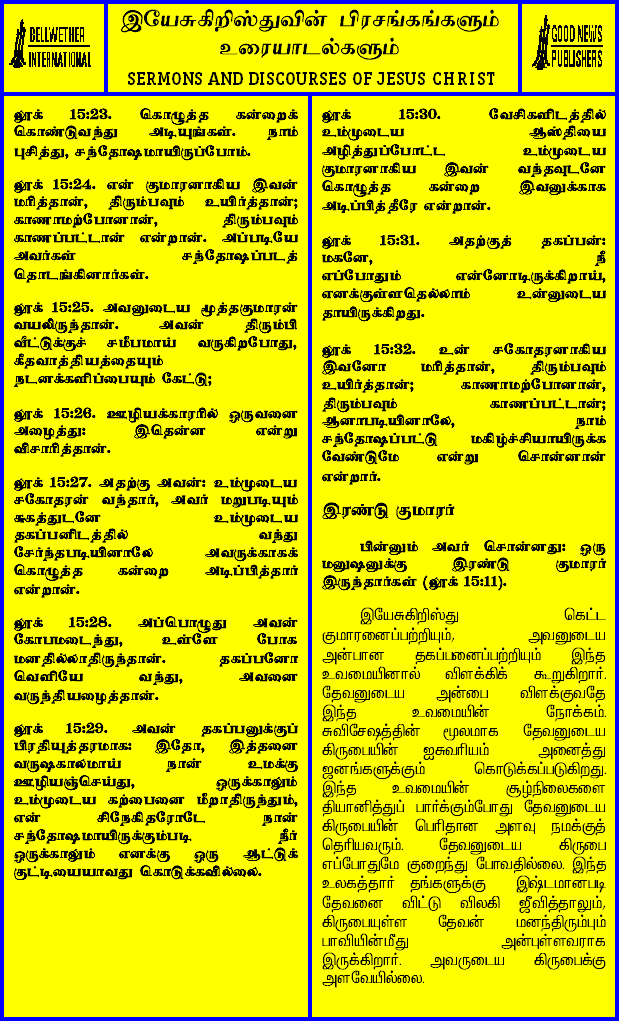 BELLWETHER
INTERNATIONAL
இயேசுகிறிஸ்துவின் பிரசங்கங்களும்
உரையாடல்களும்
SERMONS AND DISCOURSES OF JESUS CHRIST
GOOD NEWS
PUBLISHERS
லூக் 15:23. கொழுத்த கன்றைக்
கொண்டுவந்து அடியுங்கள். நாம்
புசித்து, சந்தோஷமாயிருப்போம்.
லூக் 15:24. என் குமாரனாகிய இவன்
மரித்தான், திரும்பவும் உயிர்த்தான்;
காணாமற்போனான், திரும்பவும்
காணப்பட்டான் என்றான். அப்படியே
அவர்கள் சந்தோஷப்படத்
தொடங்கினார்கள்.
லூக் 15:25. அவனுடைய மூத்தகுமாரன்
வயலிருந்தான். அவன் திரும்பி
வீட்டுக்குச் சமீபமாய் வருகிறபோது,
கீதவாத்தியத்தையும்
நடனக்களிப்பையும் கேட்டு;
லூக் 15:26. ஊழியக்காரரில் ஒருவனை
அழைத்து: இதென்ன என்று
விசாரித்தான்.
லூக் 15:27. அதற்கு அவன்: உம்முடைய
சகோதரன் வந்தார், அவர் மறுபடியும்
சுகத்துடனே உம்முடைய
தகப்பனிடத்தில் வந்து
சேர்ந்தபடியினாலே அவருக்காகக்
கொழுத்த கன்றை அடிப்பித்தார்
என்றான்.
லூக் 15:28. அப்பொழுது அவன்
கோபமடைந்து, உள்ளே போக
மனதில்லாதிருந்தான். தகப்பனோ
வெளியே வந்து, அவனை
வருந்தியழைத்தான்.
லூக் 15:29. அவன் தகப்பனுக்குப்
பிரதியுத்தரமாக: இதோ, இத்தனை
வருஷகாலமாய் நான் உமக்கு
ஊழியஞ்செய்து, ஒருக்காலும்
உம்முடைய கற்பனை மீறாதிருந்தும்,
என் சிநேகிதரோடே நான்
சந்தோஷமாயிருக்கும்படி நீர்
ஒருக்காலும் எனக்கு ஒரு ஆட்டுக்
குட்டியையாவது கொடுக்கவில்லை.
லூக் 15:30. வேசிகளிடத்தில்
உம்முடைய ஆஸ்தியை
அழித்துப்போட்ட உம்முடைய
குமாரனாகிய இவன் வந்தவுடனே
கொழுத்த கன்றை இவனுக்காக
அடிப்பித்தீரே என்றான்.
லூக் 15:31. அதற்குத் தகப்பன்:
மகனே, நீ
எப்போதும் என்னோடிருக்கிறாய்,
எனக்குள்ளதெல்லாம் உன்னுடைய
தாயிருக்கிறது.
லூக் 15:32. உன் சகோதரனாகிய
இவனோ மரித்தான், திரும்பவும்
உயிர்த்தான்; காணாமற்போனான்,
திரும்பவும் காணப்பட்டான்;
ஆனபடியினாலே, நாம்
சந்தோஷப்பட்டு மகிழ்ச்சியாயிருக்க
வேண்டுமே என்று சொன்னான்
என்றார்.
இரண்டு குமாரர்
பின்னும் அவர் சொன்னது: ஒரு
மனுஷனுக்கு இரண்டு குமாரர்
இருந்தார்கள் (லூக் 15:11).
இயேசுகிறிஸ்து கெட்ட
குமாரனைப்பற்றியும், அவனுடைய
அன்பான தகப்பனைப்பற்றியும் இந்த
உவமையினால் விளக்கிக் கூறுகிறார்.
தேவனுடைய அன்பை விளக்குவதே
இந்த உவமையின் நோக்கம்.
சுவிசேஷத்தின் மூலமாக தேவனுடைய
கிருபையின் ஐசுவரியம் அனைத்து
ஜனங்களுக்கும் கொடுக்கப்படுகிறது.
இந்த உவமையின் சூழ்நிலைகளை
தியானித்துப் பார்க்கும்போது தேவனுடைய
கிருபையின் பெரிதான அளவு நமக்குத்
தெரியவரும். தேவனுடைய கிருபை
எப்போதுமே குறைந்து போவதில்லை. இந்த
உலகத்தார் தங்களுக்கு இஷ்டமானபடி
தேவனை விட்டு விலகி ஜீவித்தாலும்,
கிருபையுள்ள தேவன் மனந்திரும்பும்
பாவியின்மீது அன்புள்ளவராக
இருக்கிறார். அவருடைய கிருபைக்கு
அளவேயில்லை.